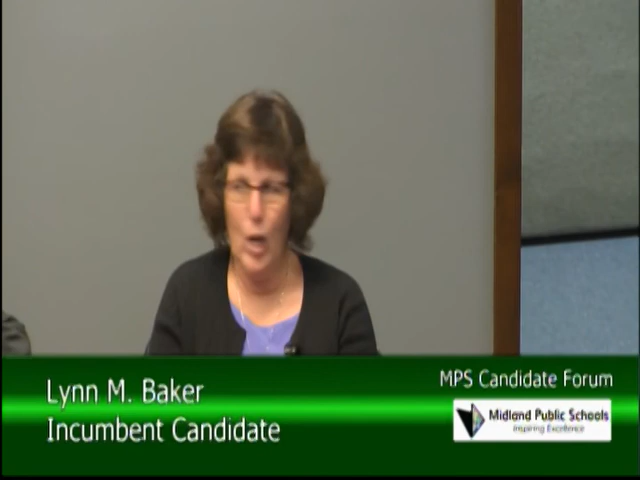 Lynn M. Baker
Incumbent Candidate
MPS Candidate Forum
Midland Public Schools
Inspiring Excellence